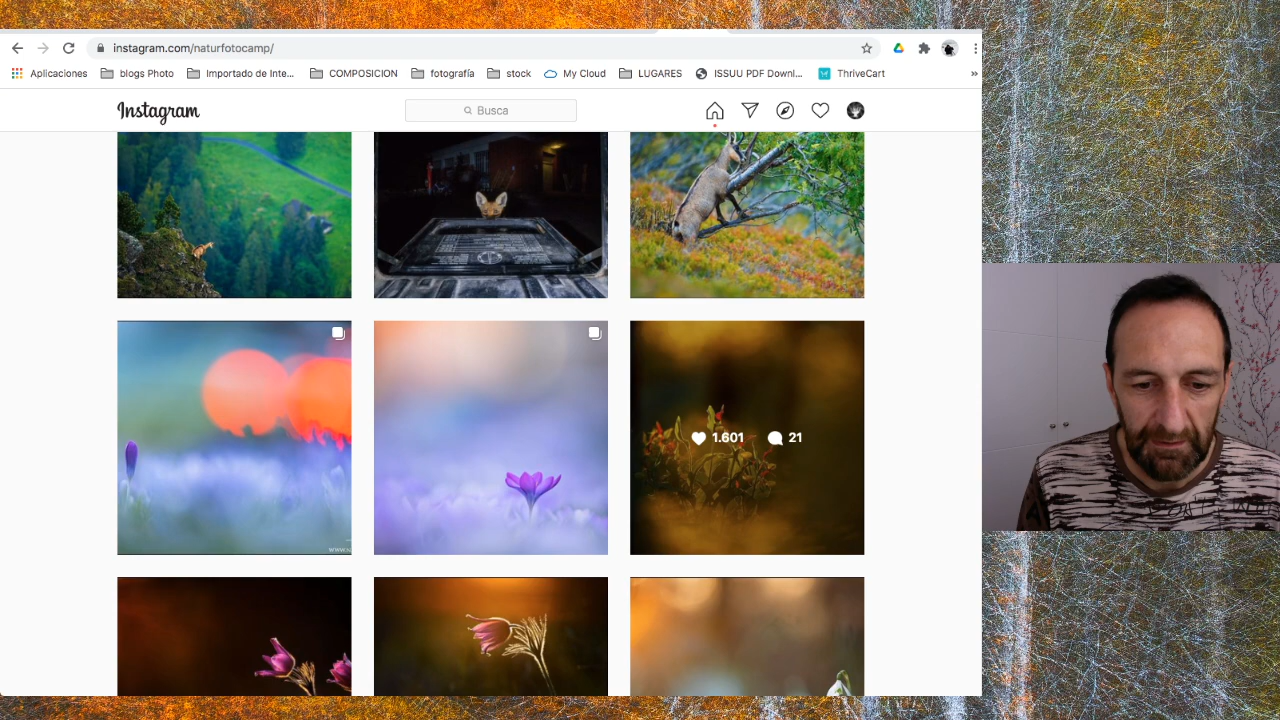 instagram.com/naturfotocamp/
Aplicaciones blogs Photo Importado de Inte... COMPOSICION fotografía stock My Cloud LUGARES ISSUU PDF Downl... ThriveCart »
Instagram Busca
1.601 21